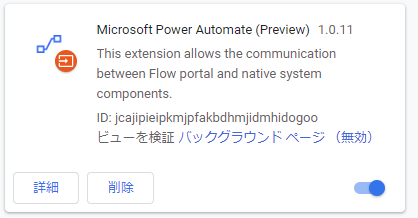 Microsoft Power Automate (Preview) 1.0.11
This extension allows the communication
between Flow portal and native system
components.
ID: jcajipieipkmjpfakbdhmjidmhidogoo
ビューを検証 バックグラウンド ページ （無効）
詳細 削除